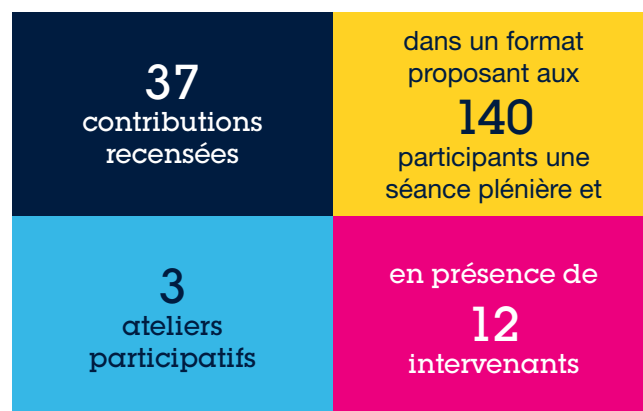 37
contributions
recensées
dans un format
proposant aux
140
participants une
séance plénière et
3
ateliers
participatifs
en présence de
12
intervenants